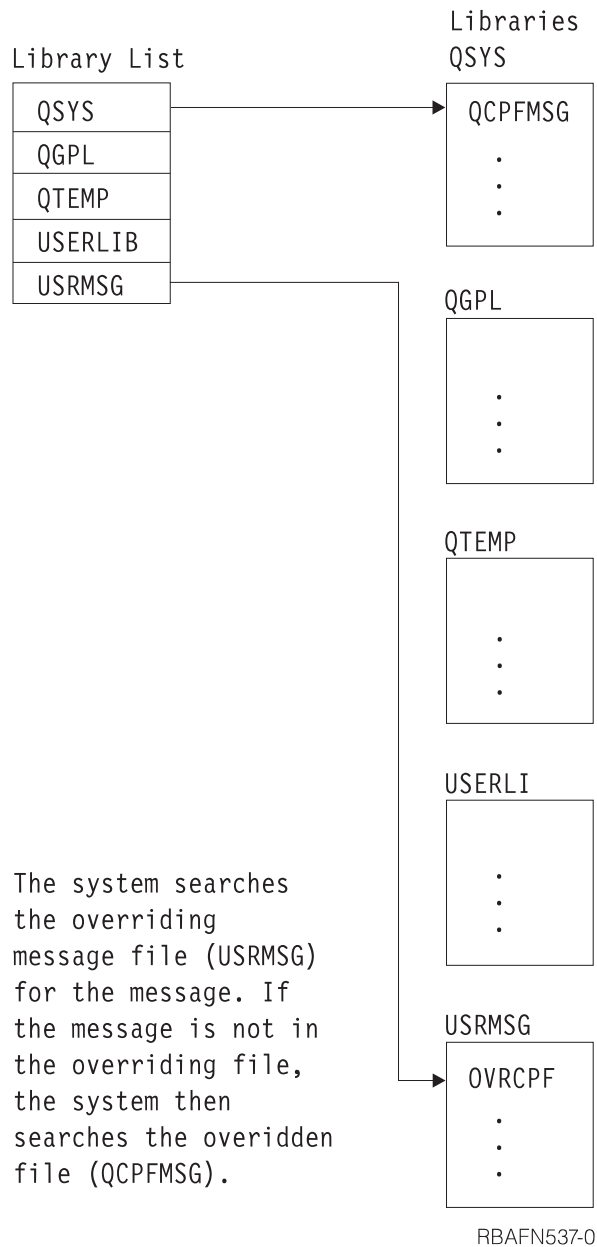 Libraries
Library List
QSYS
QSYS
QGPL
QTEMP
USERLIB
USRMSG
QCPFMSG
QGPL
QTEMP
USERLI
The system searches
the overriding
message file (USRMSG)
for the message. If
the message is not in
the overriding file,
the system then
searches the overidden
file (QCPFMSG).
USRMSG
OVRCPF
RBAFN537-0